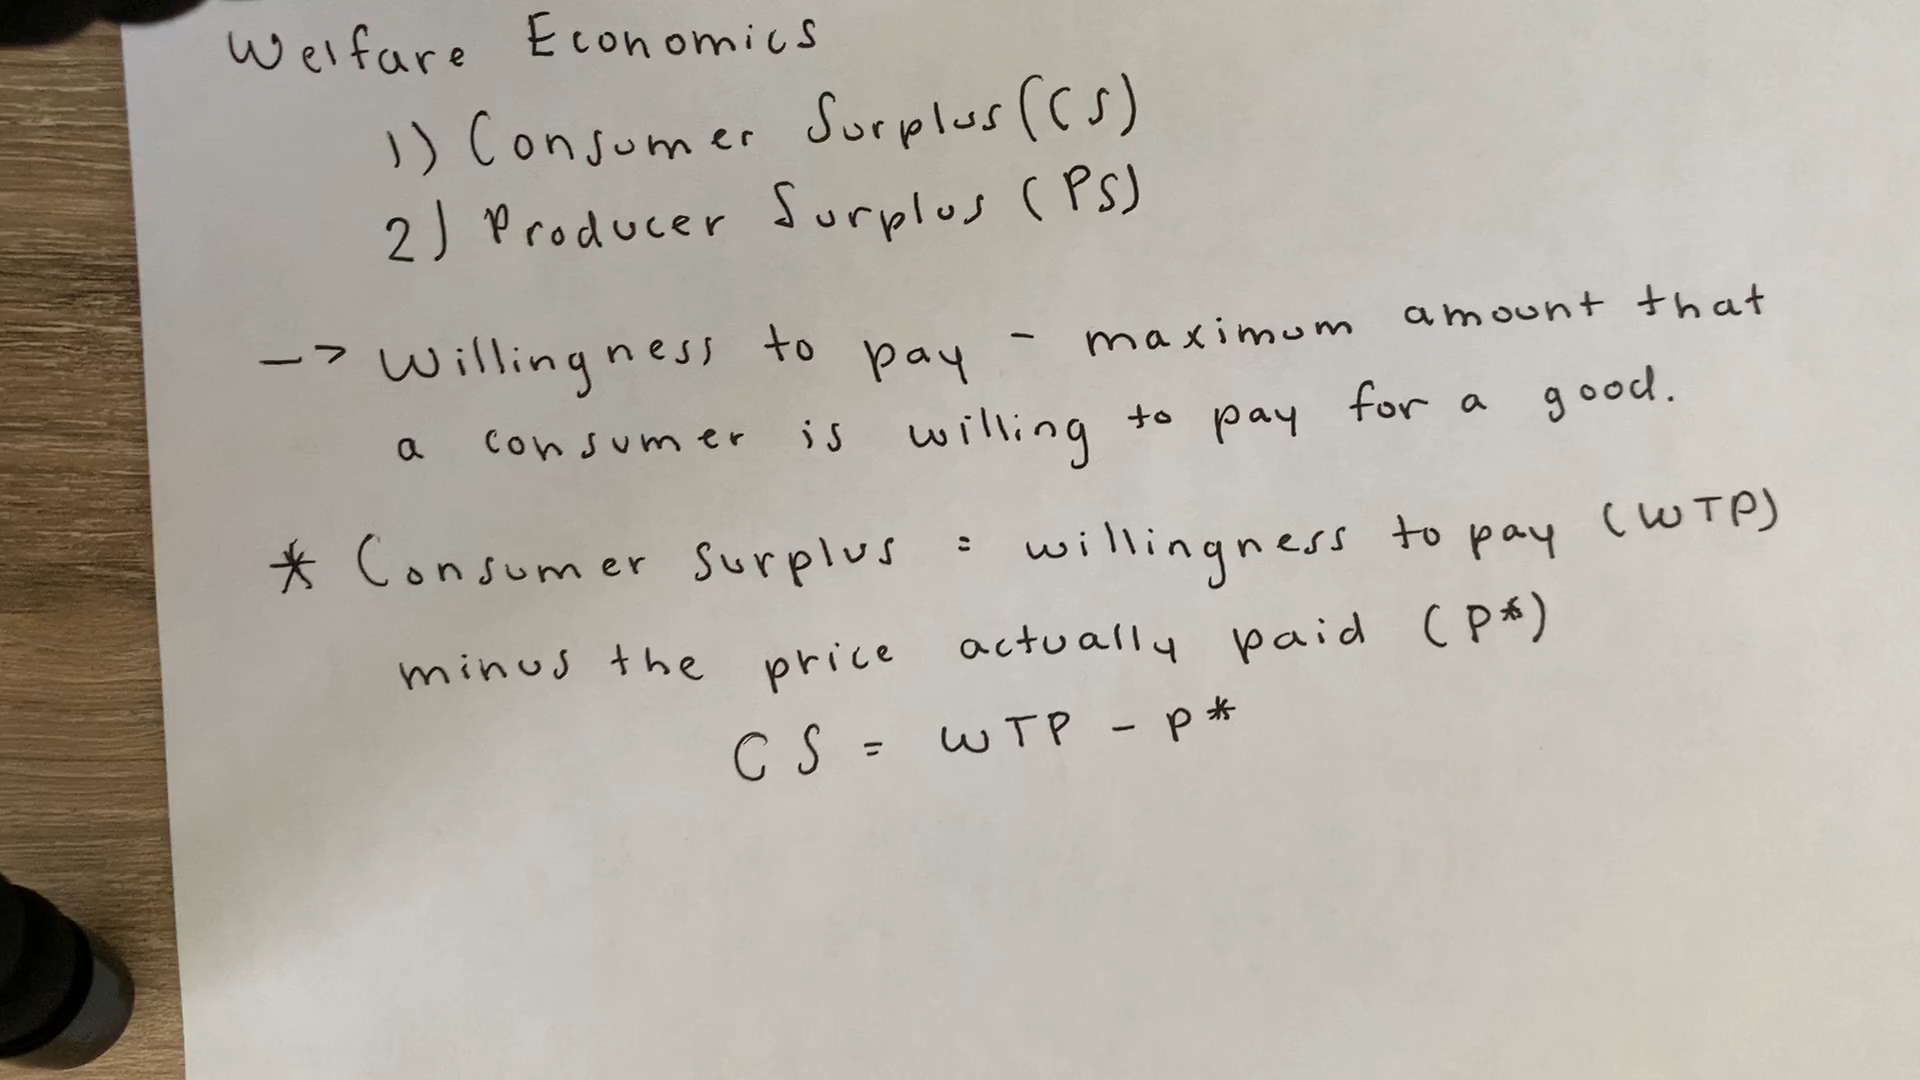 Welfare Economics
1) Consumer Surplus (CS)
2) Producer Surplus (PS)
-> Willingness to pay - maximum amount that
a consumer is willing to pay for a good.
* Consumer Surplus = willingness to pay (WTP)
minus the price actually paid (P*)
CS = WTP - P*